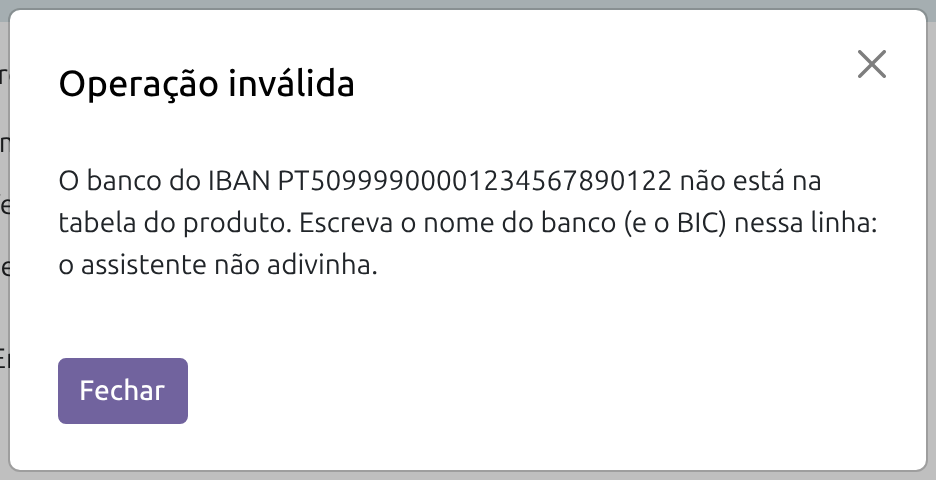 Operação inválida
O banco do IBAN PT50999900001234567890122 não está na
tabela do produto. Escreva o nome do banco (e o BIC) nessa linha:
o assistente não adivinha.
Fechar